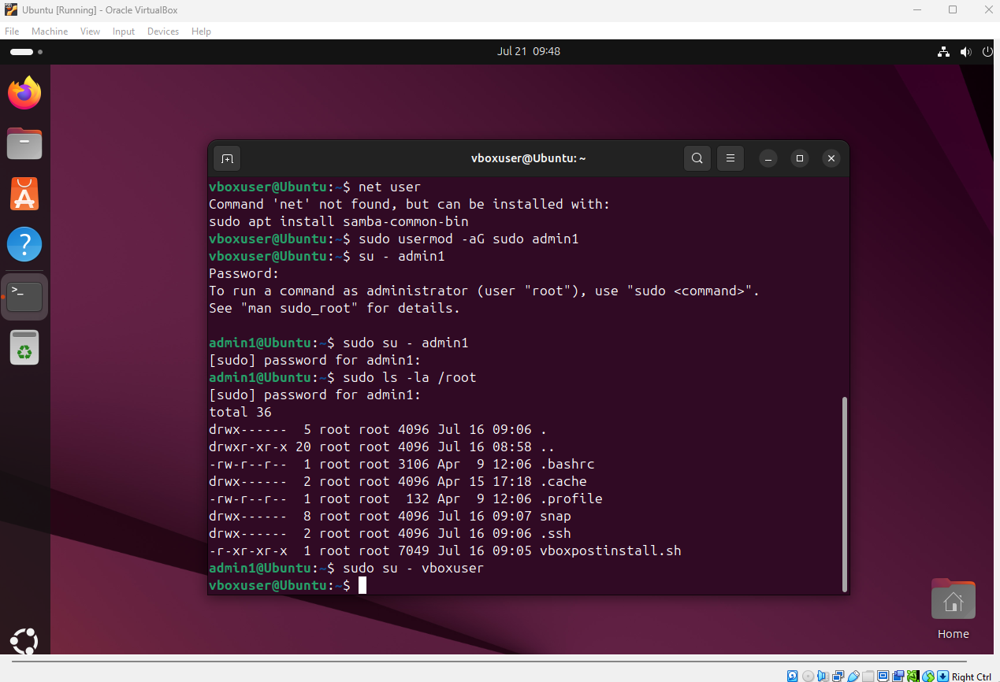 Ubuntu [Running] - Oracle VirtualBox
File Machine View Input Devices Help
Jul 21 09:48
vboxuser@Ubuntu: ~
vboxuser@Ubuntu:~$ net user
Command 'net' not found, but can be installed with:
sudo apt install samba-common-bin
vboxuser@Ubuntu:~$ sudo usermod -aG sudo admin1
vboxuser@Ubuntu:~$ su - admin1
Password:
To run a command as administrator (user "root"), use "sudo <command>".
See "man sudo_root" for details.
admin1@Ubuntu:~$ sudo su - admin1
[sudo] password for admin1:
admin1@Ubuntu:~$ sudo ls -la /root
[sudo] password for admin1:
total 36
drwx------  5 root root 4096 Jul 16 09:06 .
drwxr-xr-x 20 root root 4096 Jul 16 08:58 ..
-rw-r--r--  1 root root 3106 Apr  9 12:06 .bashrc
drwx------  2 root root 4096 Apr 15 17:18 .cache
-rw-r--r--  1 root root  132 Apr  9 12:06 .profile
drwx------  8 root root 4096 Jul 16 09:07 snap
drwx------  2 root root 4096 Jul 16 09:06 .ssh
-r-xr-xr-x  1 root root 7049 Jul 16 09:05 vboxpostinstall.sh
admin1@Ubuntu:~$ sudo su - vboxuser
vboxuser@Ubuntu:~$
Home
Right Ctrl